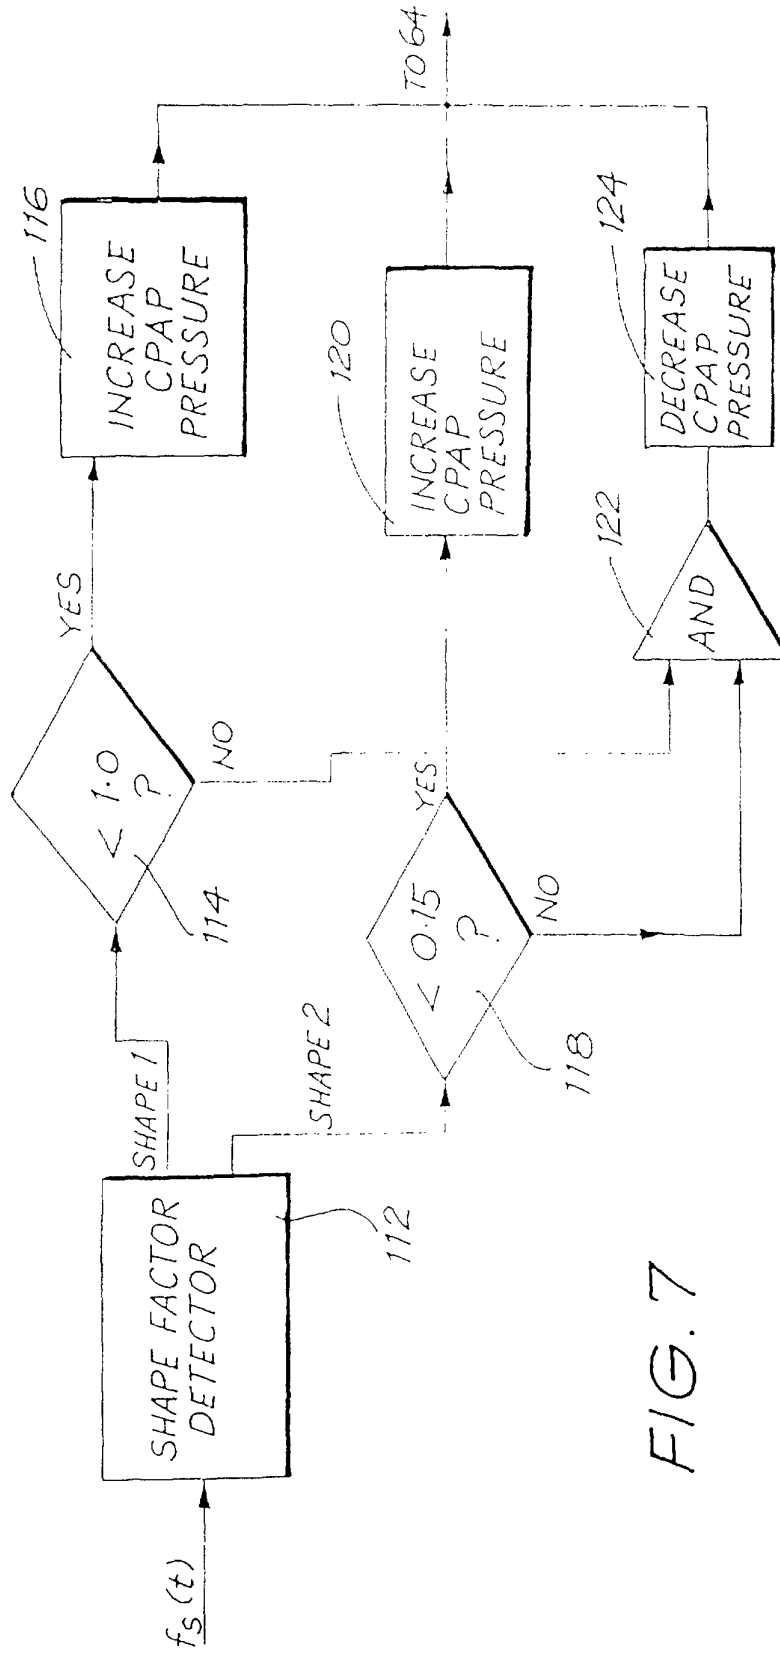 fS(t)
SHAPE FACTOR
DETECTOR
112
SHAPE 1
SHAPE 2
< 1.0
?
114
YES
NO
INCREASE
CPAP
PRESSURE
116
< 0.15
?
118
YES
NO
INCREASE
CPAP
PRESSURE
120
AND
122
DECREASE
CPAP
PRESSURE
124
TO 64
FIG. 7